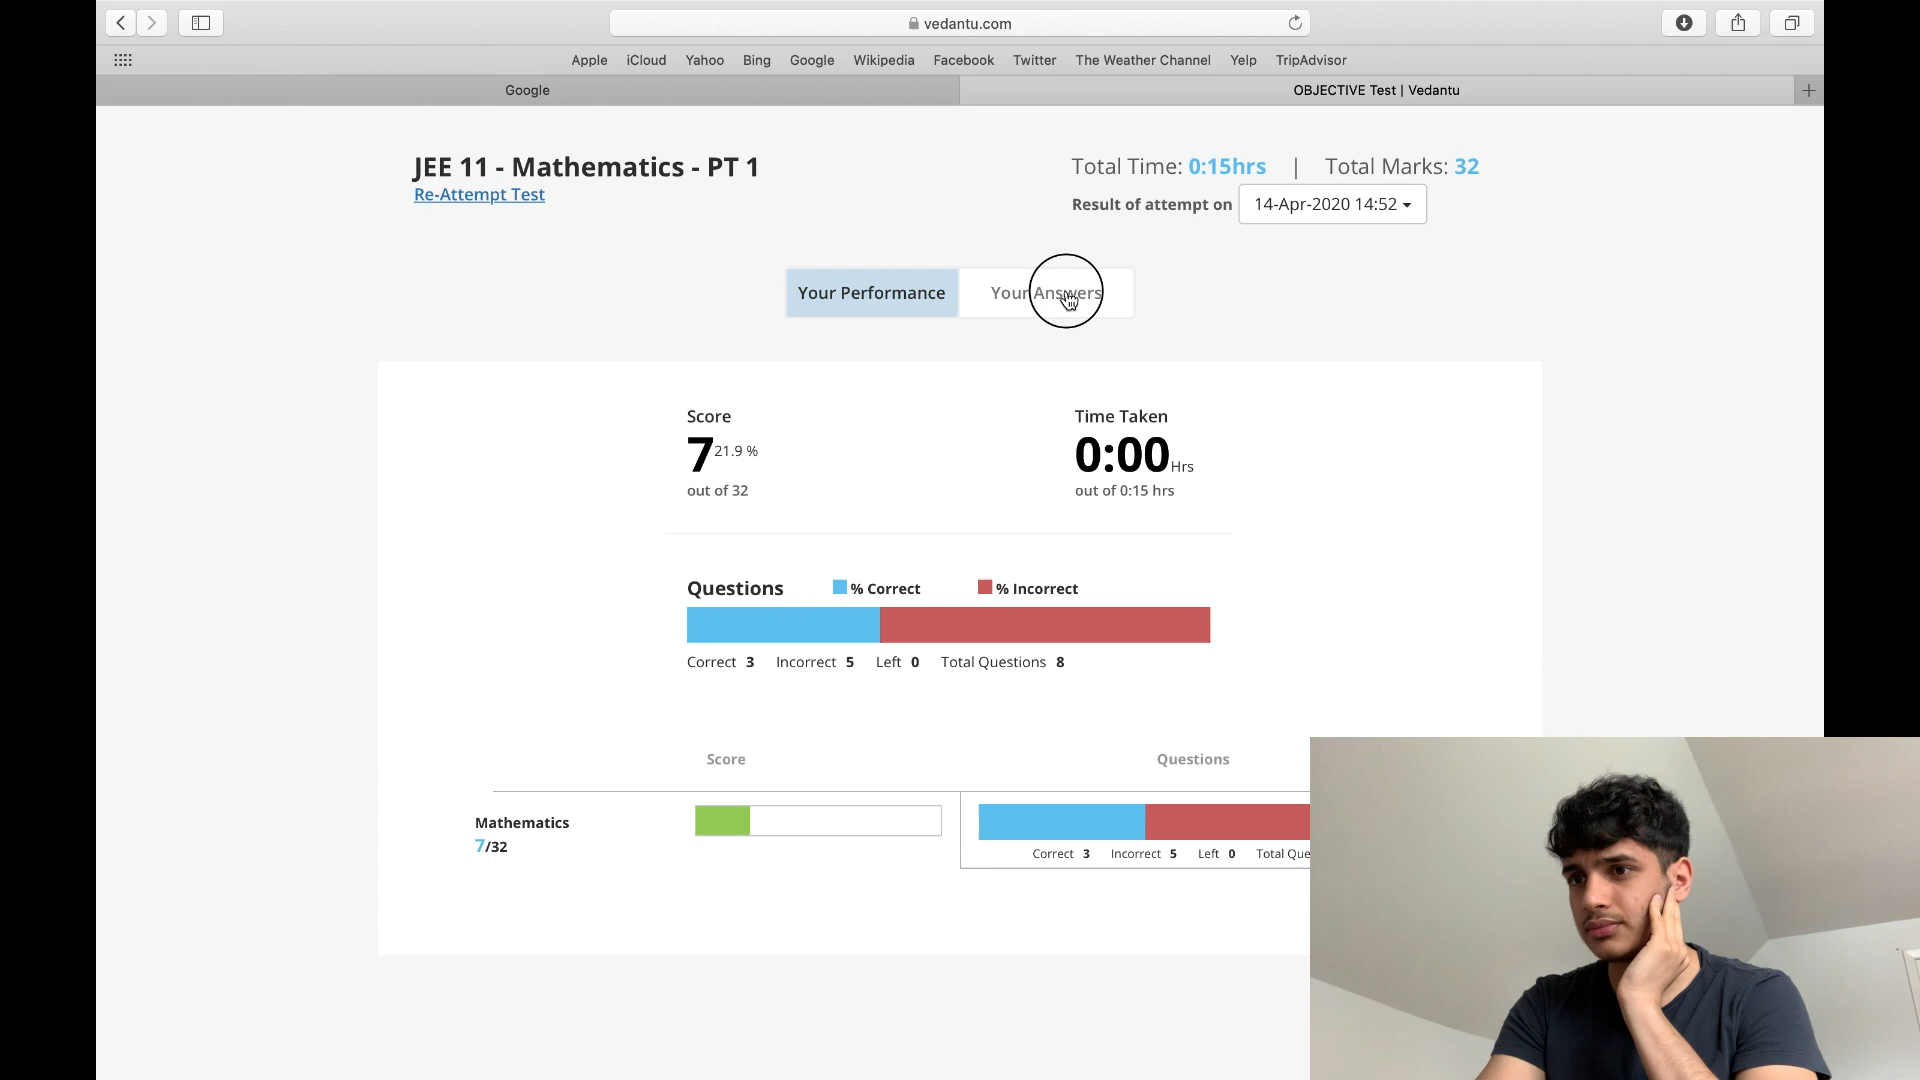 vedantu.com
Apple iCloud Yahoo Bing Google Wikipedia Facebook Twitter The Weather Channel Yelp TripAdvisor
Google
OBJECTIVE Test | Vedantu
JEE 11 - Mathematics - PT 1
Re-Attempt Test
Total Time: 0:15hrs | Total Marks: 32
Result of attempt on 14-Apr-2020 14:52
Your Performance
Your Answers
Score
7 21.9 %
out of 32
Time Taken
0:00 Hrs
out of 0:15 hrs
Questions % Correct % Incorrect
Correct 3 Incorrect 5 Left 0 Total Questions 8
Score
Questions
Mathematics
7/32
Correct 3 Incorrect 5 Left 0 Total Que